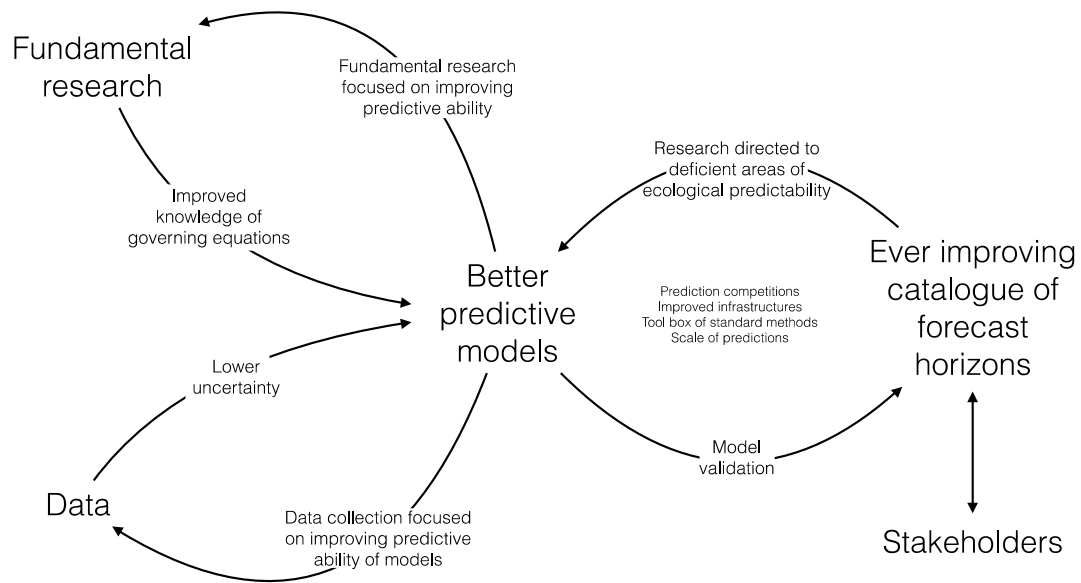 Fundamental
research
Fundamental research
focused on improving
predictive ability
Improved
knowledge of
governing equations
Research directed to
deficient areas of
ecological predictability
Better
predictive
models
Prediction competitions
Improved infrastructures
Tool box of standard methods
Scale of predictions
Ever improving
catalogue of
forecast
horizons
Lower
uncertainty
Model
validation
Data
Data collection focused
on improving predictive
ability of models
Stakeholders